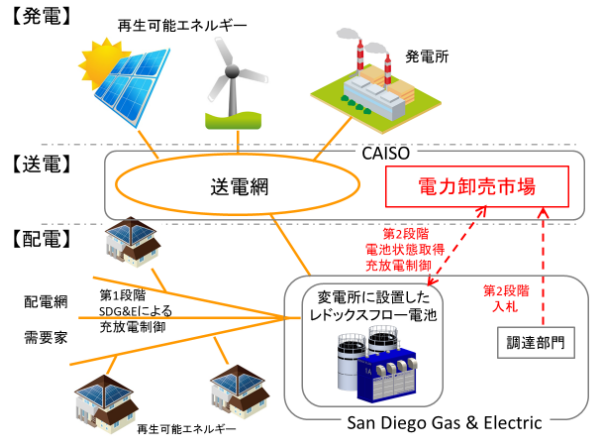 【発電】
再生可能エネルギー
発電所
【送電】
CAISO
送電網
電力卸売市場
【配電】
第2段階
電池状態取得
充放電制御
第2段階
入札
配電網
需要家
第1段階
SDG&Eによる
充放電制御
変電所に設置した
レドックスフロー電池
調達部門
再生可能エネルギー
San Diego Gas & Electric